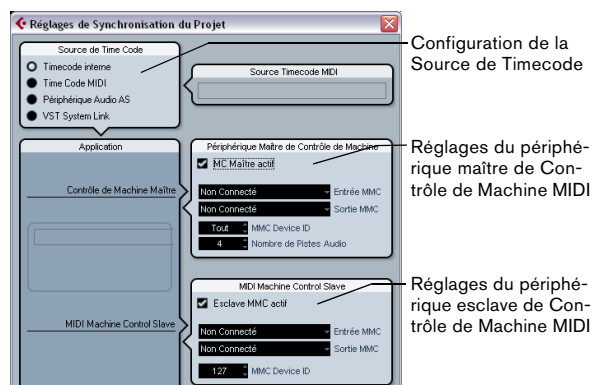 Réglages de Synchronisation du Projet
Source de Time Code
Timecode interne
Time Code MIDI
Périphérique Audio AS
VST System Link
Source Timecode MIDI
Configuration de la
Source de Timecode
Application
Contrôle de Machine Maître
MIDI Machine Control Slave
Périphérique Maître de Contrôle de Machine
MC Maître actif
Non Connecté Entrée MMC
Non Connecté Sortie MMC
Tout MMC Device ID
4 Nombre de Pistes Audio
Réglages du périphé-
rique maître de Con-
trôle de Machine MIDI
MIDI Machine Control Slave
Esclave MMC actif
Non Connecté Entrée MMC
Non Connecté Sortie MMC
127 MMC Device ID
Réglages du périphé-
rique esclave de Con-
trôle de Machine MIDI